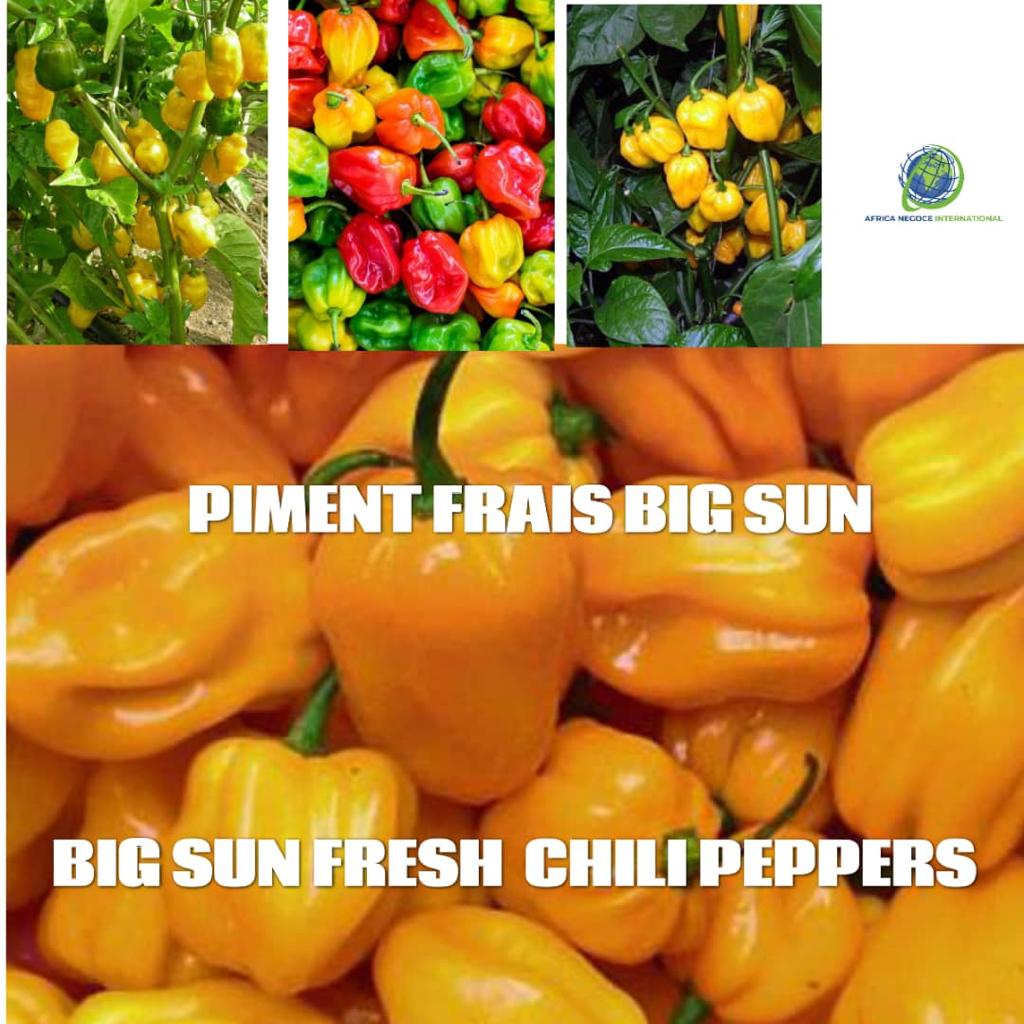 AFRICA NEGOCE INTERNATIONAL
PIMENT FRAIS BIG SUN
BIG SUN FRESH CHILI PEPPERS